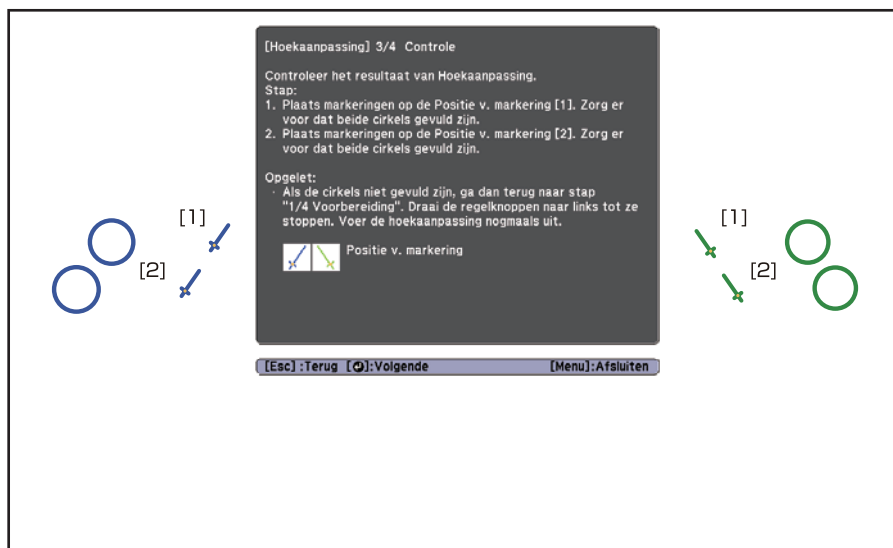 [Hoekaanpassing] 3/4 Controle
Controleer het resultaat van Hoekaanpassing.
Stap:
1. Plaats markeringen op de Positie v. markering [1]. Zorg er
voor dat beide cirkels gevuld zijn.
2. Plaats markeringen op de Positie v. markering [2]. Zorg er
voor dat beide cirkels gevuld zijn.
Opgelet:
· Als de cirkels niet gevuld zijn, ga dan terug naar stap
"1/4 Voorbereiding". Draai de regelknoppen naar links tot ze
stoppen. Voer de hoekaanpassing nogmaals uit.
[1]
[2]
Positie v. markering
[1]
[2]
[Esc] :Terug [⏎]:Volgende
[Menu]:Afsluiten